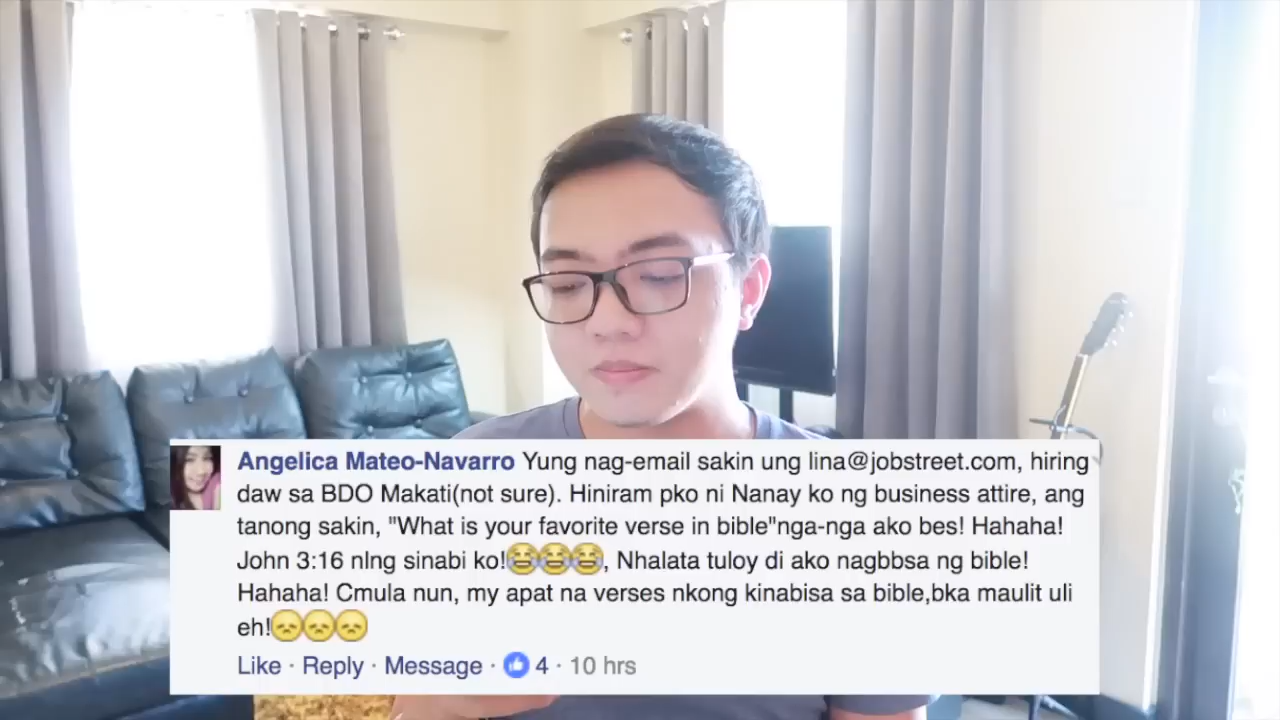 Angelica Mateo-Navarro Yung nag-email sakin ung lina@jobstreet.com, hiring
daw sa BDO Makati(not sure). Hiniram pko ni Nanay ko ng business attire, ang
tanong sakin, "What is your favorite verse in bible"nga-nga ako bes! Hahaha!
John 3:16 nlng sinabi ko!😂😂😂, Nhalata tuloy di ako nagbbsa ng bible!
Hahaha! Cmula nun, my apat na verses nkong kinabisa sa bible,bka maulit uli
eh!😞😞😞
Like · Reply · Message · 4 · 10 hrs